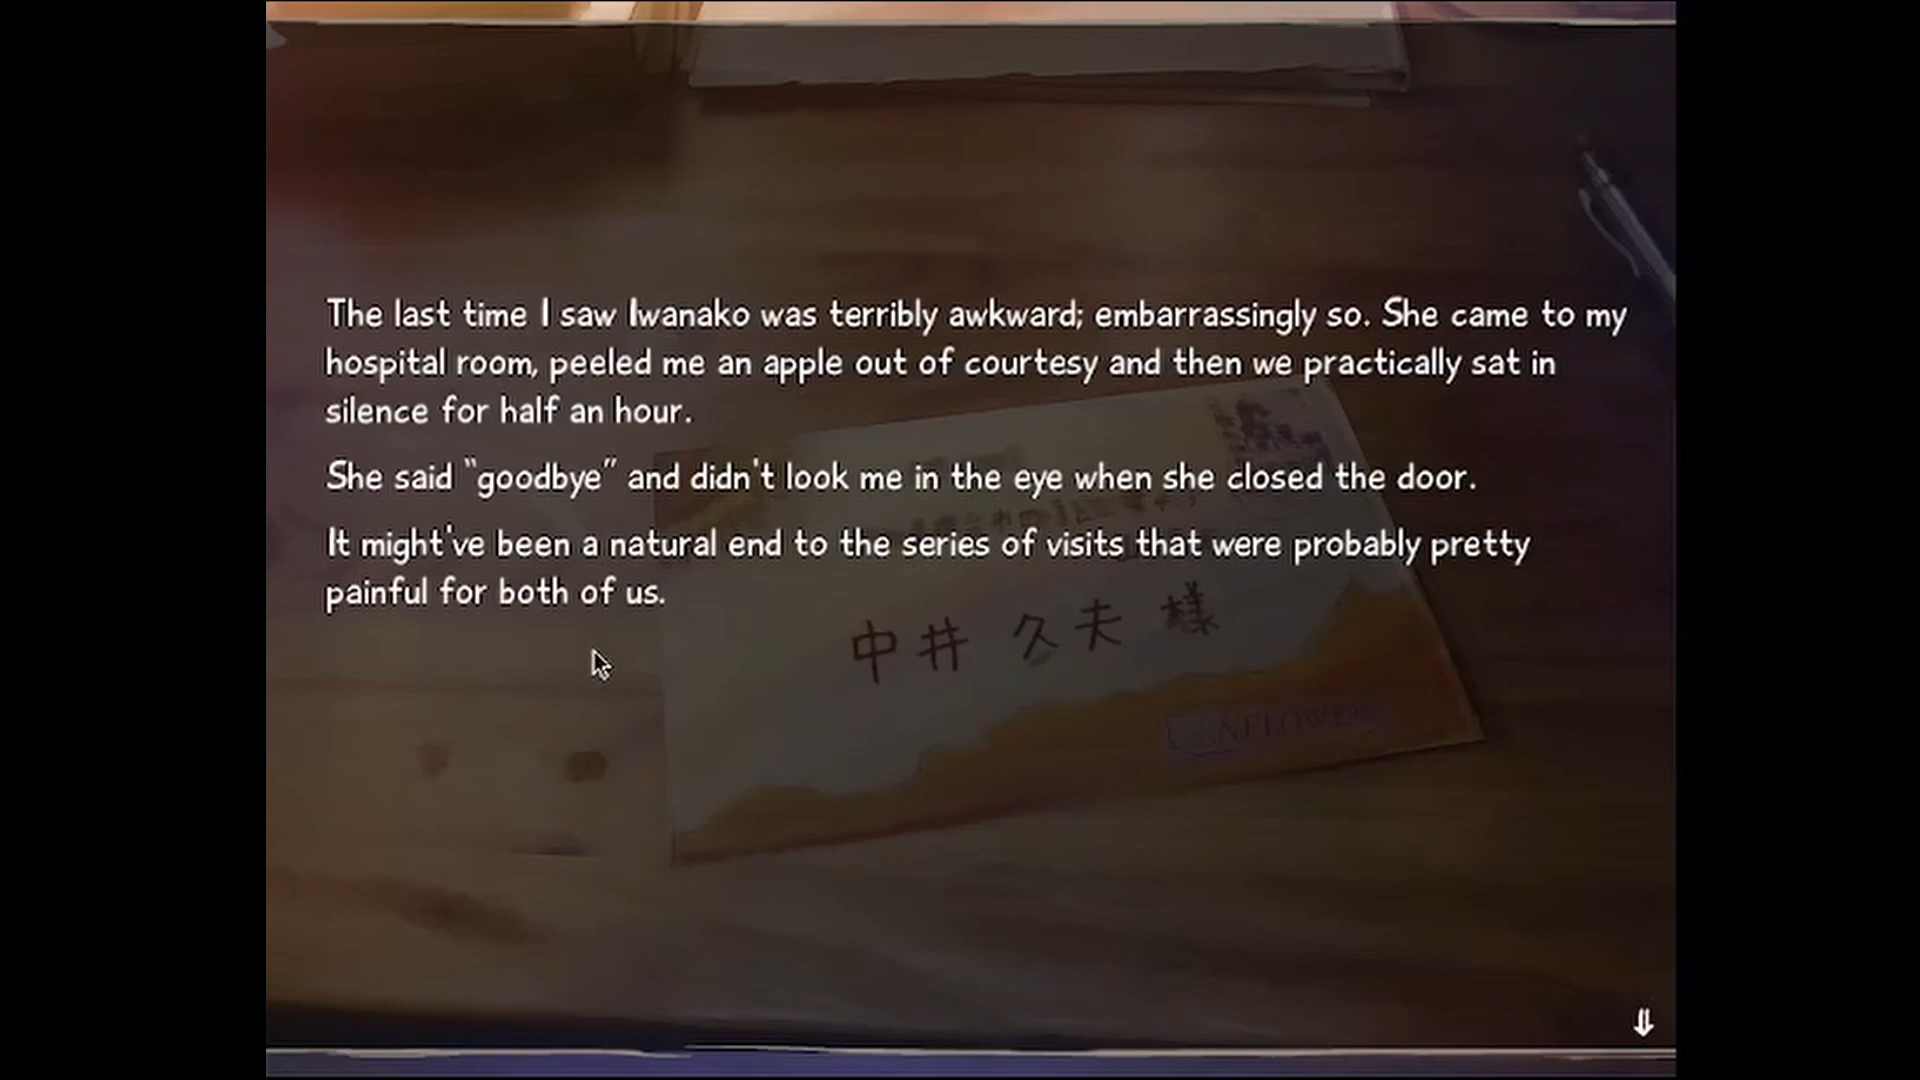 The last time I saw Iwanako was terribly awkward; embarrassingly so. She came to my
hospital room, peeled me an apple out of courtesy and then we practically sat in
silence for half an hour.
She said “goodbye” and didn't look me in the eye when she closed the door.
It might've been a natural end to the series of visits that were probably pretty
painful for both of us.
中井 久夫 様